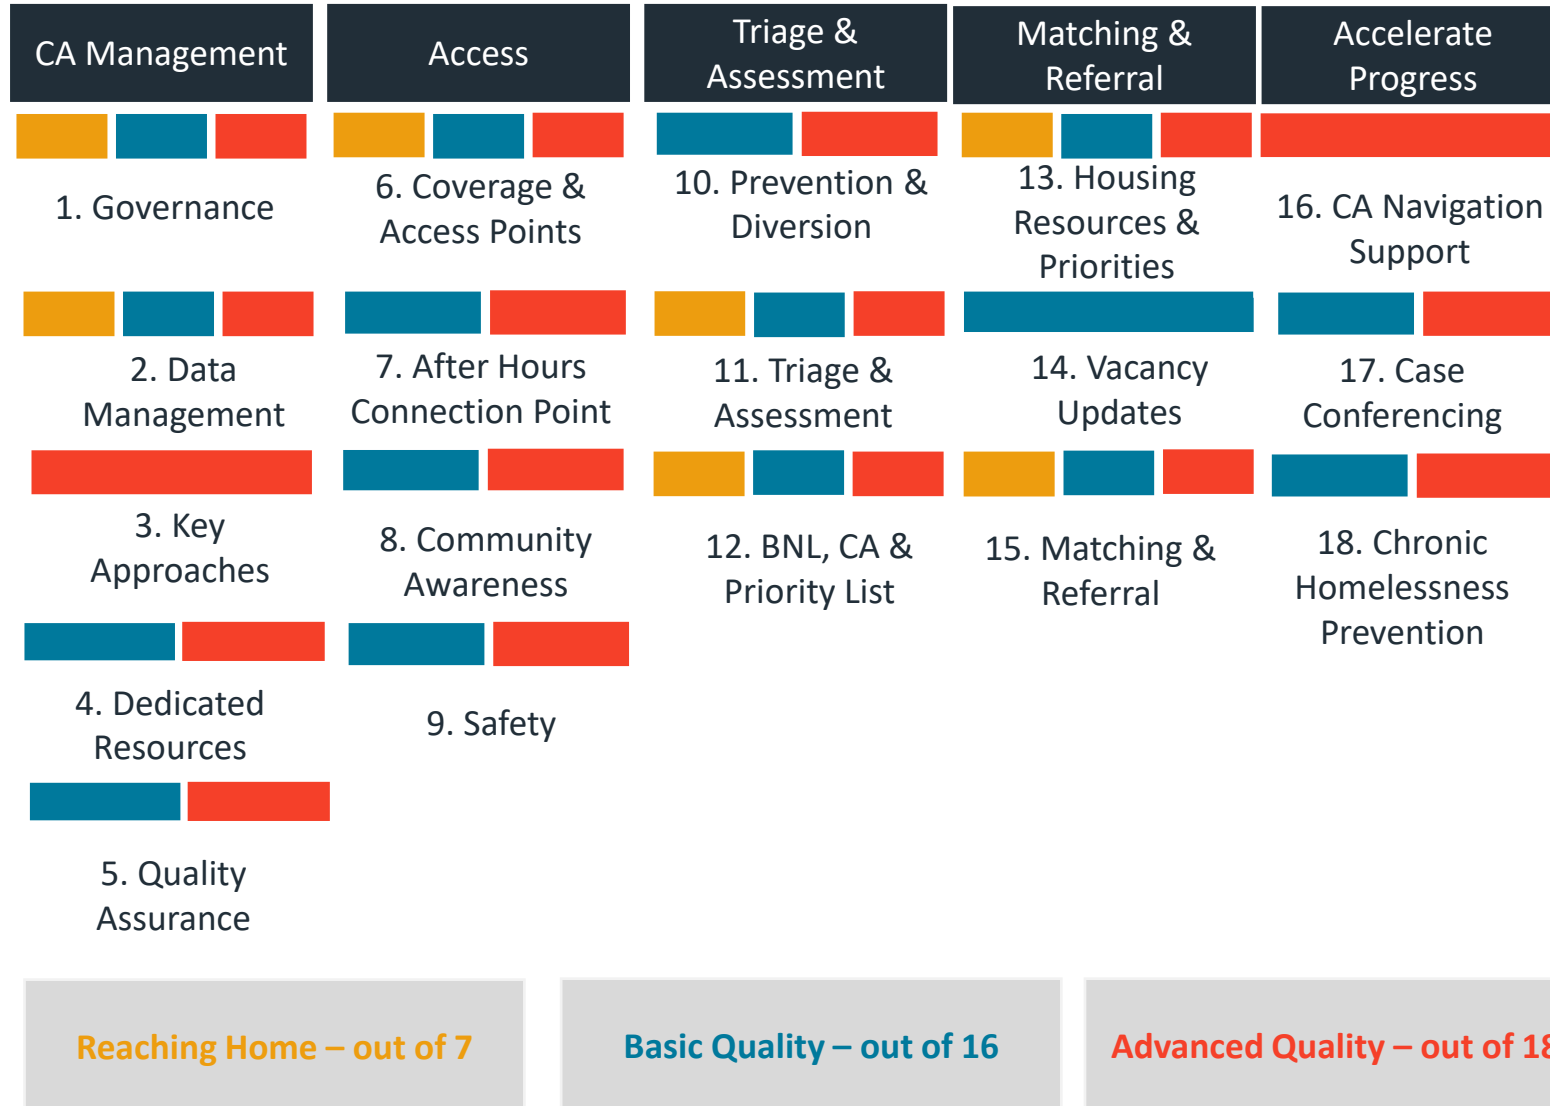 CA Management
Access
Triage &
Assessment
Matching &
Referral
Accelerate
Progress
1. Governance
2. Data
Management
3. Key
Approaches
4. Dedicated
Resources
5. Quality
Assurance
6. Coverage &
Access Points
7. After Hours
Connection Point
8. Community
Awareness
9. Safety
10. Prevention &
Diversion
11. Triage &
Assessment
12. BNL, CA &
Priority List
13. Housing
Resources &
Priorities
14. Vacancy
Updates
15. Matching &
Referral
16. CA Navigation
Support
17. Case
Conferencing
18. Chronic
Homelessness
Prevention
Reaching Home – out of 7
Basic Quality – out of 16
Advanced Quality – out of 18